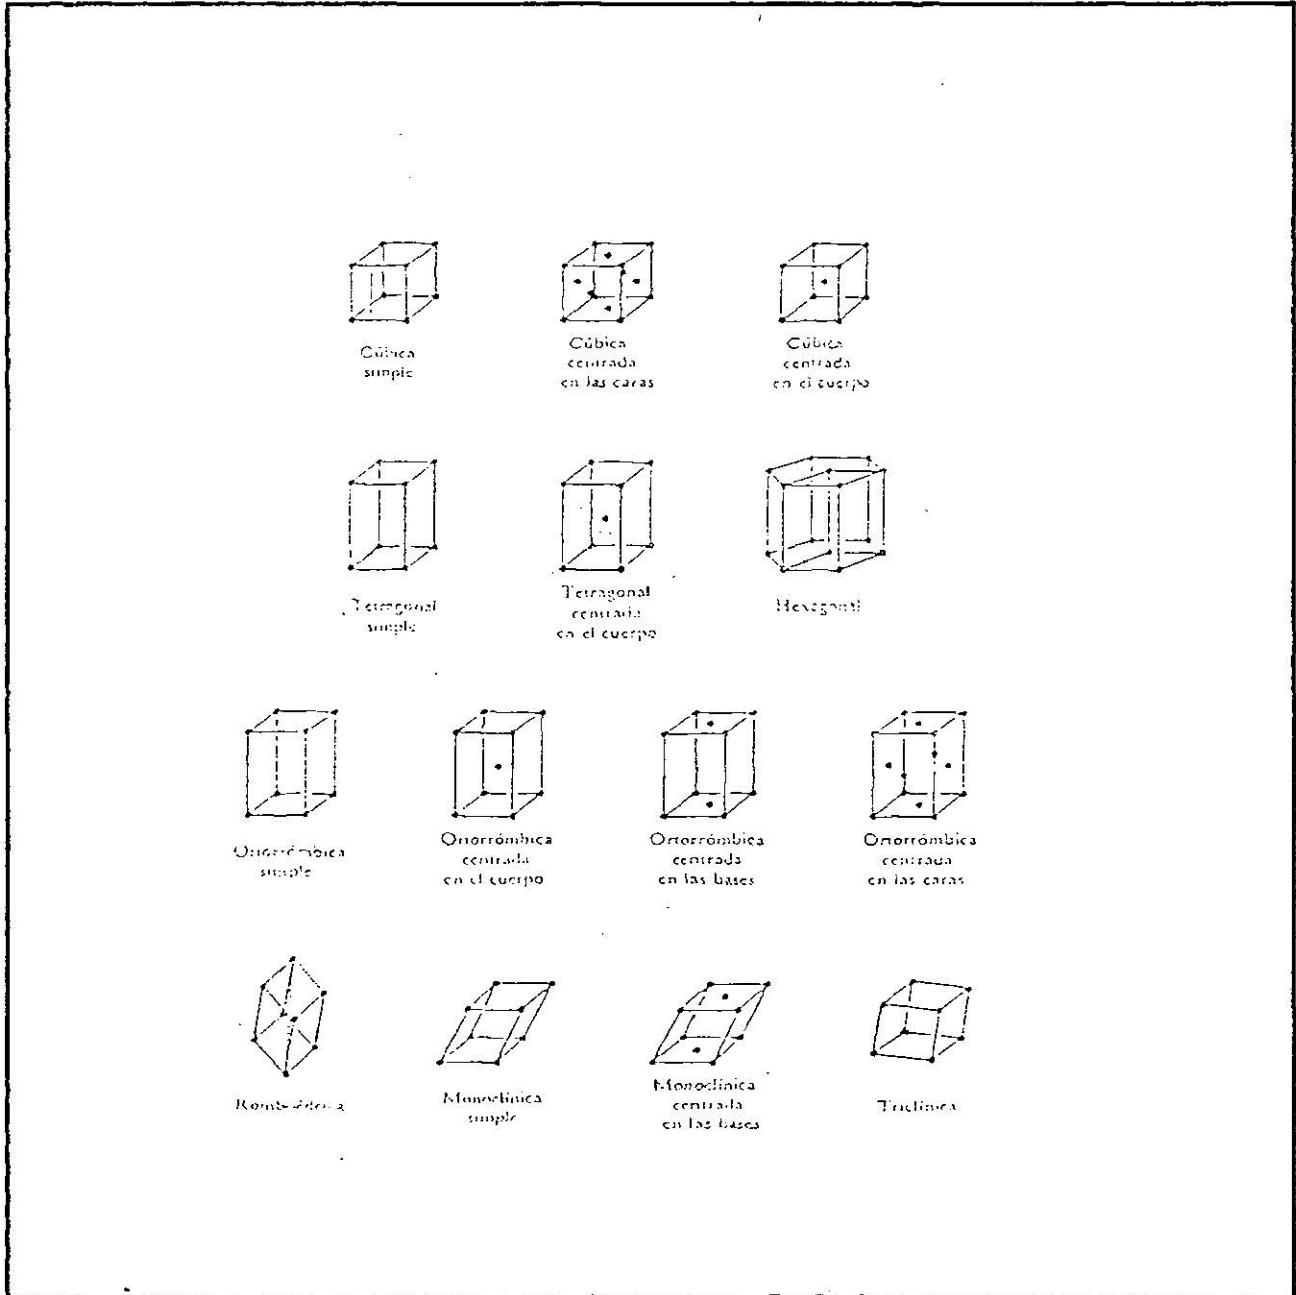 Cúbica
simple
Cúbica
centrada
en las caras
Cúbica
centrada
en el cuerpo
Tetragonal
simple
Tetragonal
centrada
en el cuerpo
Hexagonal
Ortorrómbica
simple
Ortorrómbica
centrada
en el cuerpo
Ortorrómbica
centrada
en las bases
Ortorrómbica
centrada
en las caras
Romboédrica
Monoclínica
simple
Monoclínica
centrada
en las bases
Triclínica